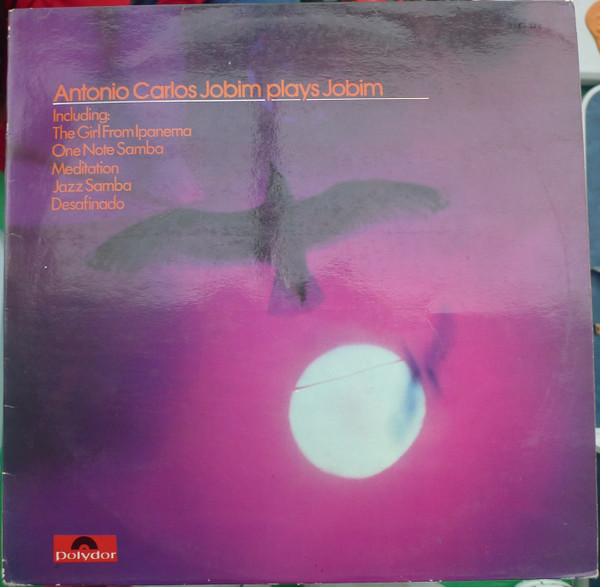 Antonio Carlos Jobim plays Jobim
Including:
The Girl From Ipanema
One Note Samba
Meditation
Jazz Samba
Desafinado
polydor